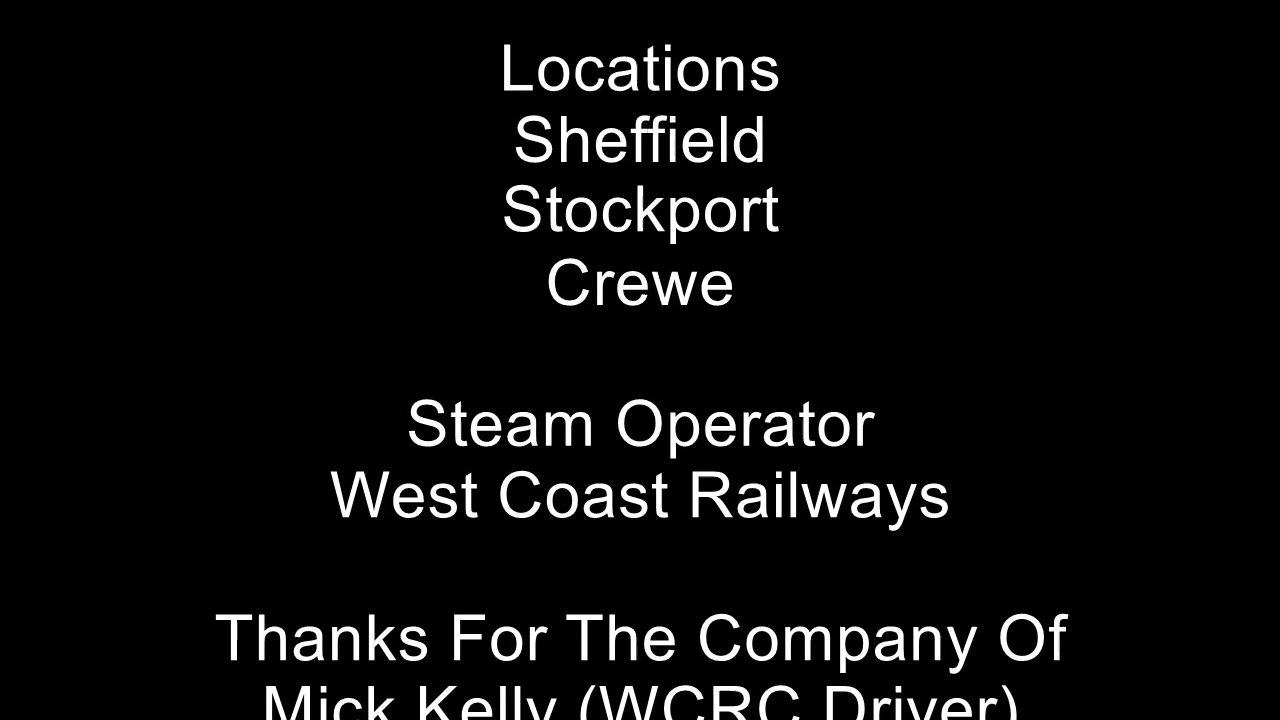 Locations
Sheffield
Stockport
Crewe
Steam Operator
West Coast Railways
Thanks For The Company Of
Mick Kelly (WCRC Driver)